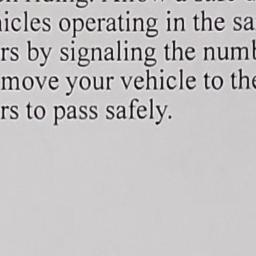 hicles operating in the sa
rs by signaling the numb
move your vehicle to the
rs to pass safely.